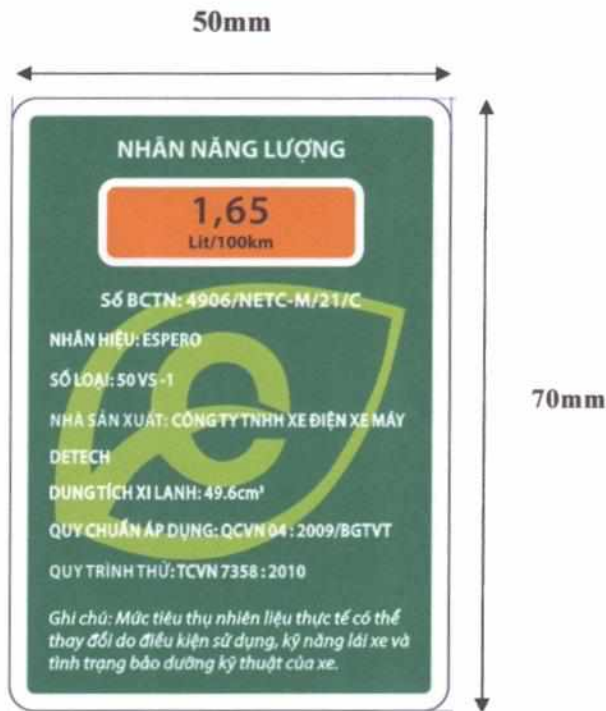 50mm
NHÃN NĂNG LƯỢNG
1,65
Lit/100km
Số BCTN: 4906/NETC-M/21/C
NHÃN HIỆU: ESPERO
SỐ LOẠI: 50 VS -1
NHÀ SẢN XUẤT: CÔNG TY TNHH XE ĐIỆN XE MÁY
DETECH
DUNG TÍCH XI LANH: 49.6cm³
QUY CHUẨN ÁP DỤNG: QCVN 04 : 2009/BGTVT
QUY TRÌNH THỬ: TCVN 7358 : 2010
Ghi chú: Mức tiêu thụ nhiên liệu thực tế có thể
thay đổi do điều kiện sử dụng, kỹ năng lái xe và
tình trạng bảo dưỡng kỹ thuật của xe.
70mm